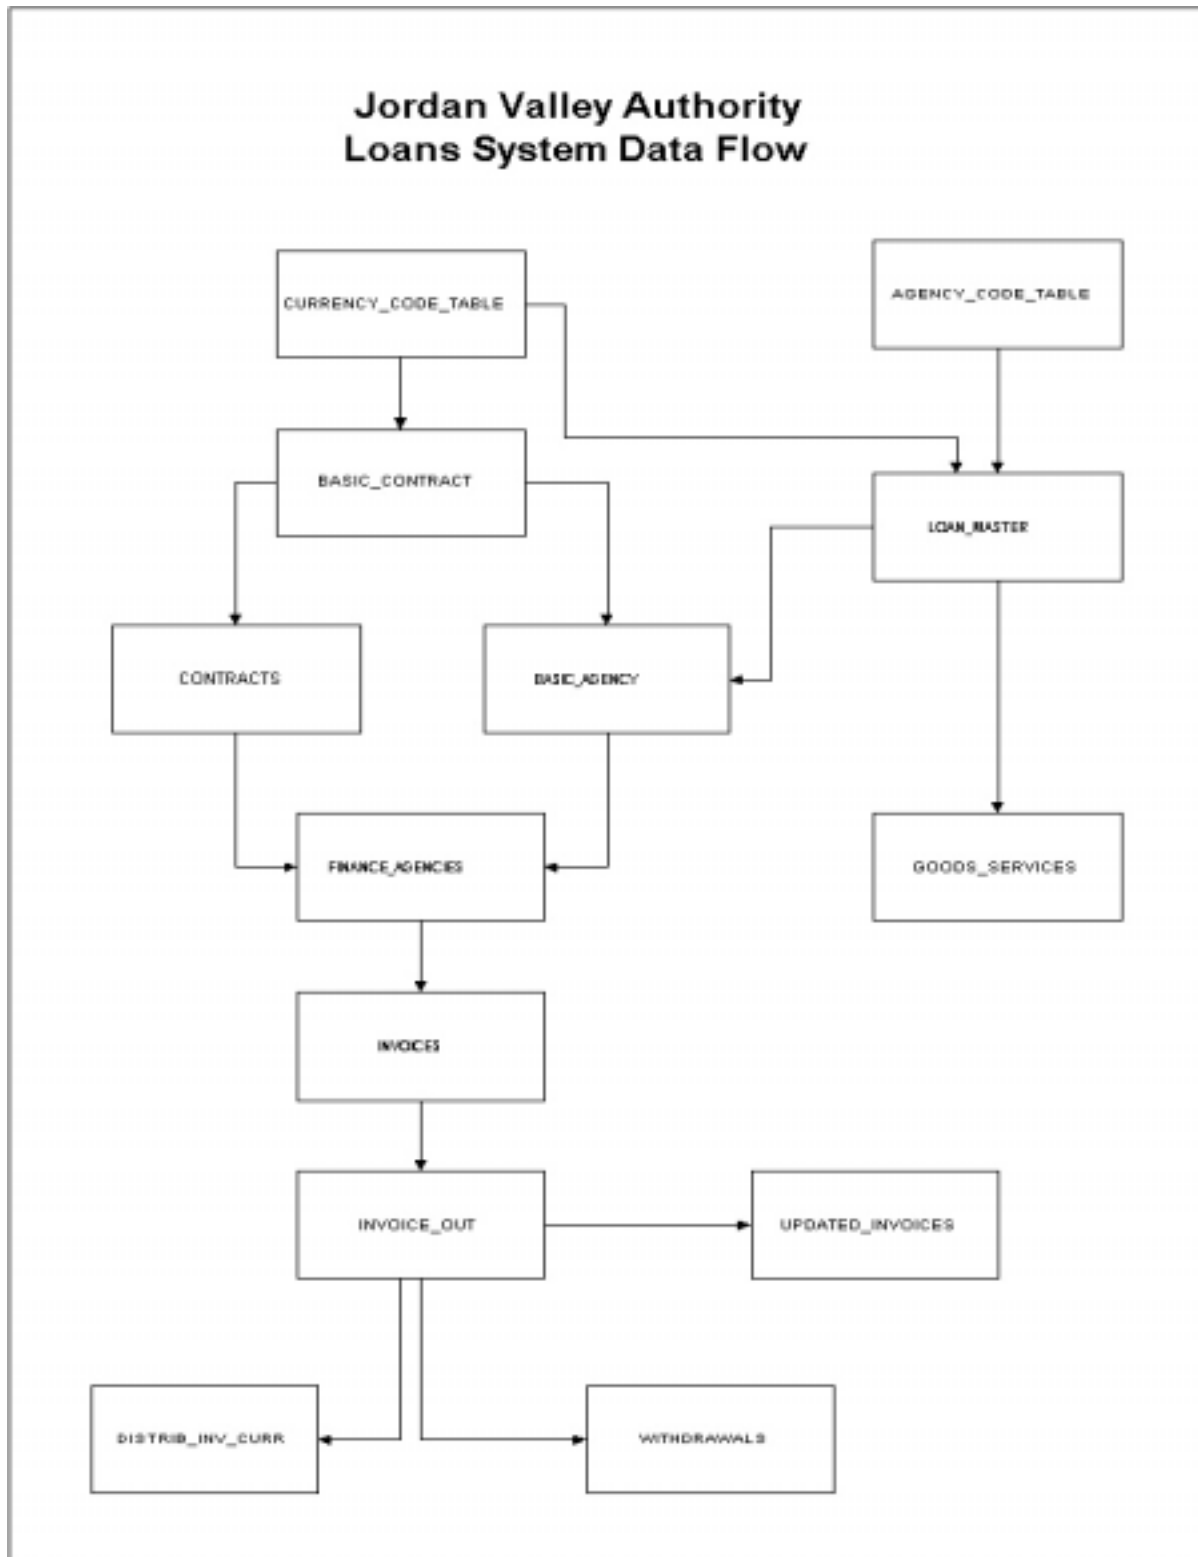 Jordan Valley Authority
Loans System Data Flow
CURRENCY_CODE_TABLE
AGENCY_CODE_TABLE
BASIC_CONTRACT
LOAN_MASTER
CONTRACTS
BASIC_AGENCY
FINANCE_AGENCIES
GOODS_SERVICES
INVOICES
INVOICE_OUT
UPDATED_INVOICES
DISTRIB_INV_CURR
WITHDRAWALS